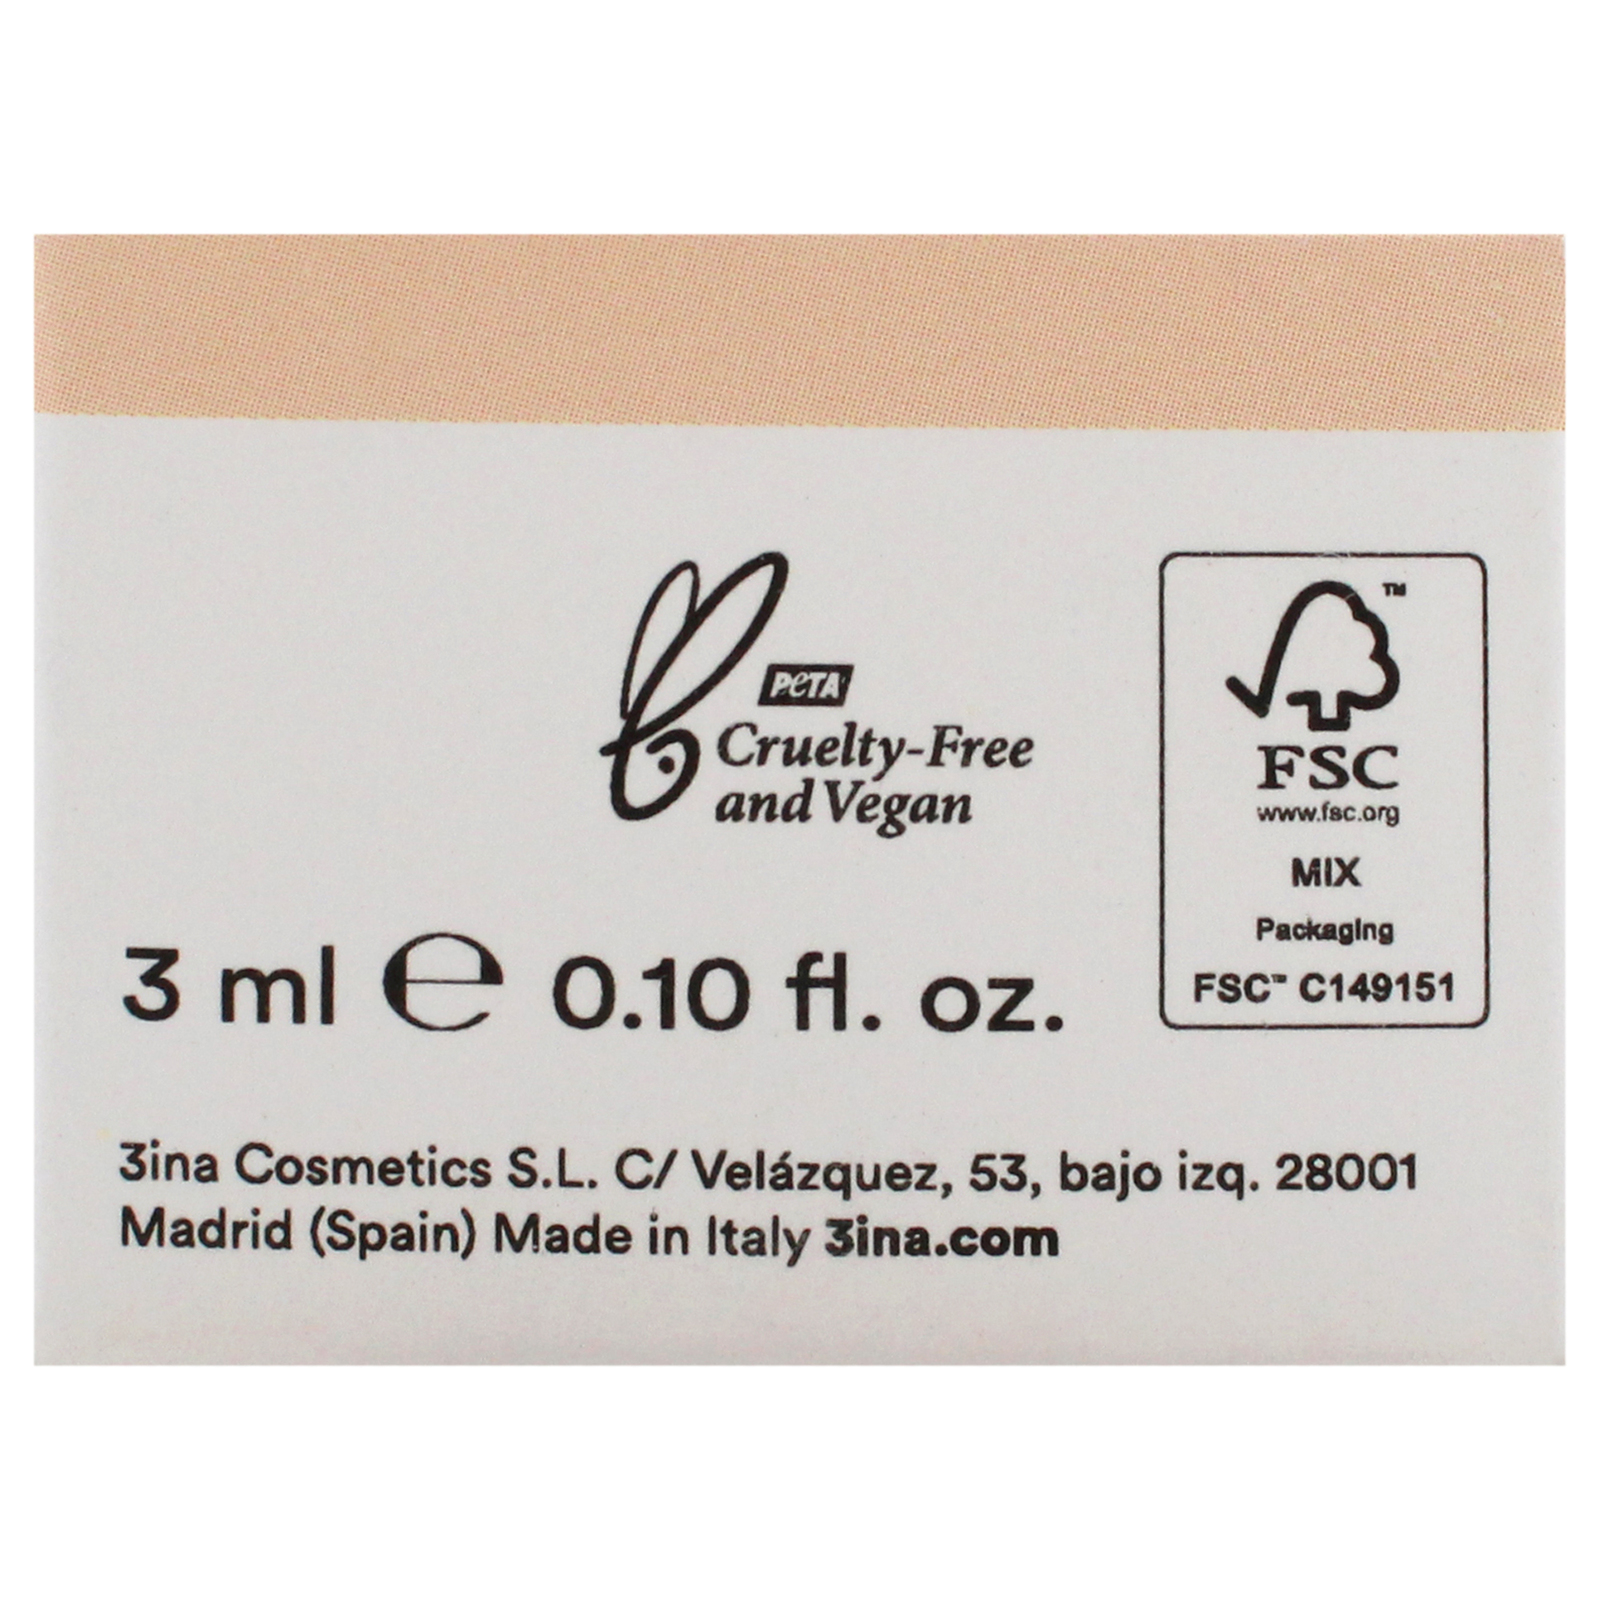 PETA
Cruelty-Free
and Vegan
™
FSC
www.fsc.org
MIX
Packaging
FSC™ C149151
3 ml ℮ 0.10 fl. oz.
3ina Cosmetics S.L. C/ Velázquez, 53, bajo izq. 28001
Madrid (Spain) Made in Italy 3ina.com